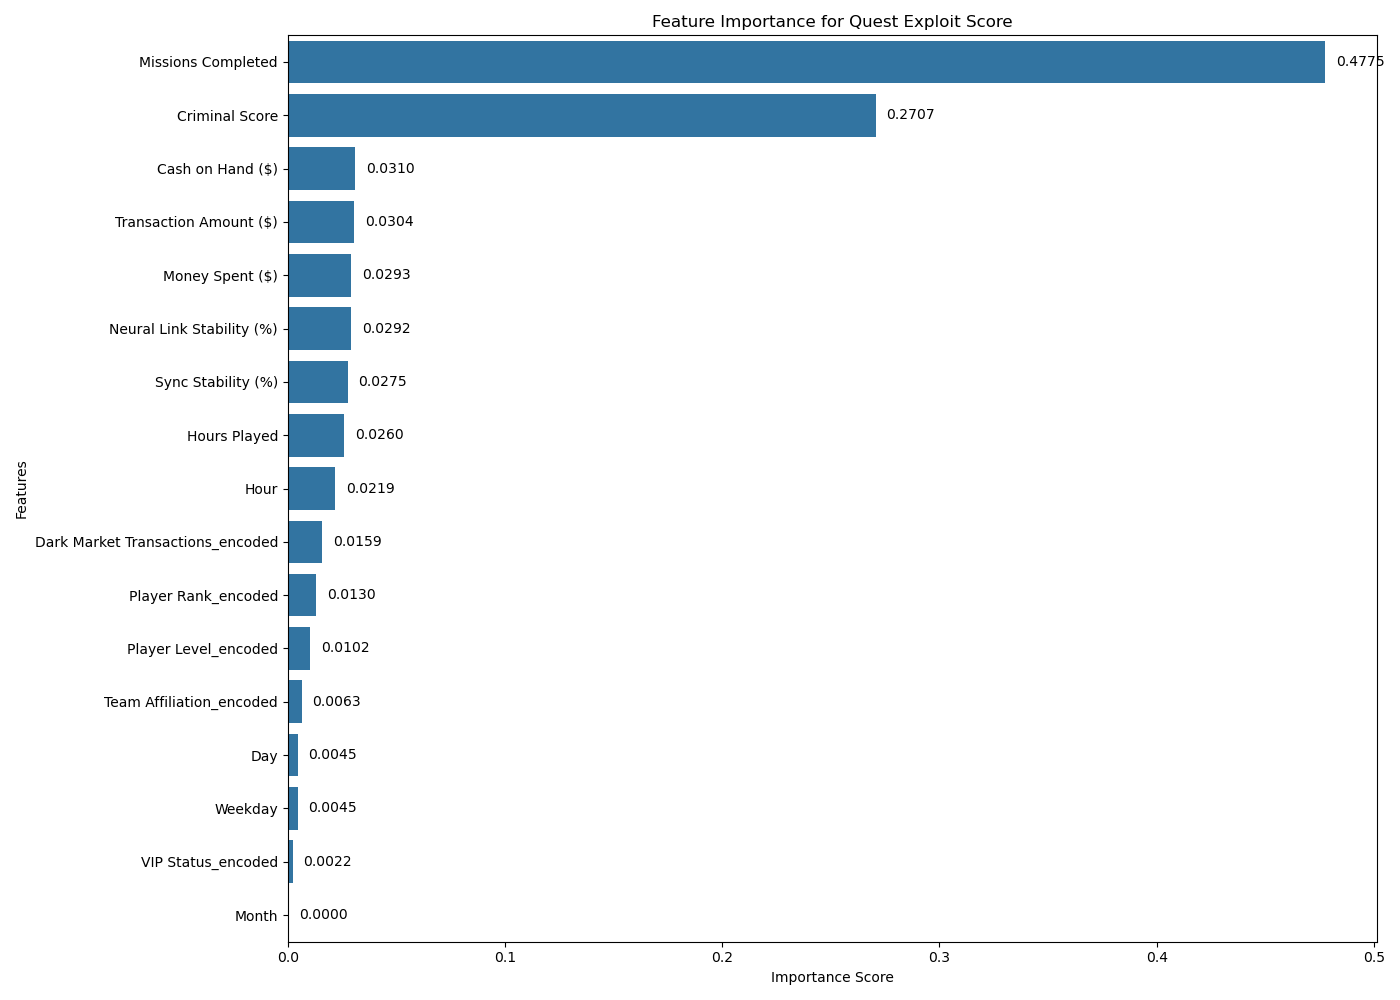 Feature Importance for Quest Exploit Score
Missions Completed 0.4775
Criminal Score 0.2707
Cash on Hand ($) 0.0310
Transaction Amount ($) 0.0304
Money Spent ($) 0.0293
Neural Link Stability (%) 0.0292
Sync Stability (%) 0.0275
Hours Played 0.0260
Hour 0.0219
Dark Market Transactions_encoded 0.0159
Player Rank_encoded 0.0130
Player Level_encoded 0.0102
Team Affiliation_encoded 0.0063
Day 0.0045
Weekday 0.0045
VIP Status_encoded 0.0022
Month 0.0000
Features
0.0 0.1 0.2 0.3 0.4 0.5
Importance Score